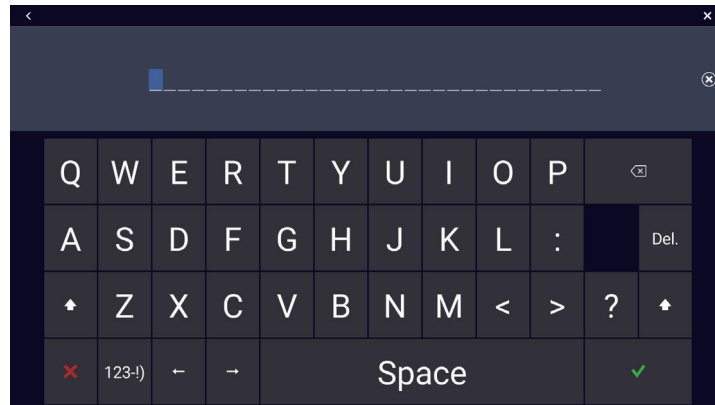 < ×
_ _ _ _ _ _ _ _ _ _ _ _ _ _ _ _ _ _ _ _ _ _ _ _ _ _ _ _ _ _ _ _
Q W E R T Y U I O P
A S D F G H J K L : Del.
Z X C V B N M < > ?
123-!) ← → Space